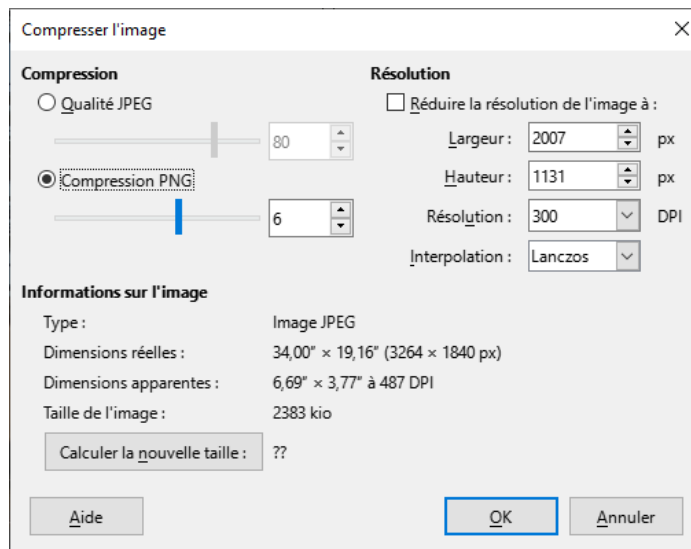 Compresser l'image
Compression
Qualité JPEG
80
Compression PNG
6
Résolution
Réduire la résolution de l'image à :
Largeur : 2007 px
Hauteur : 1131 px
Résolution : 300 DPI
Interpolation : Lanczos
Informations sur l'image
Type : Image JPEG
Dimensions réelles : 34,00″ × 19,16″ (3264 × 1840 px)
Dimensions apparentes : 6,69″ × 3,77″ à 487 DPI
Taille de l'image : 2383 kio
Calculer la nouvelle taille : ??
Aide OK Annuler